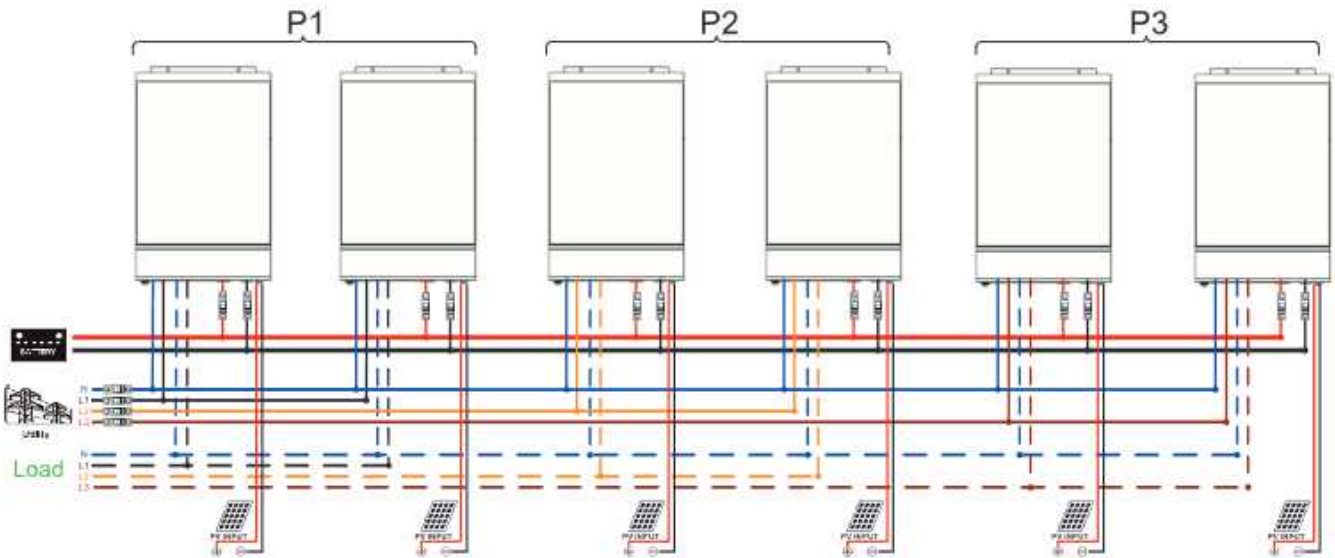 P1 P2 P3
BATTERY
N
L1
L2
L3
Utility
Load
N
L1
L2
L3
PV INPUT PV INPUT PV INPUT PV INPUT PV INPUT PV INPUT